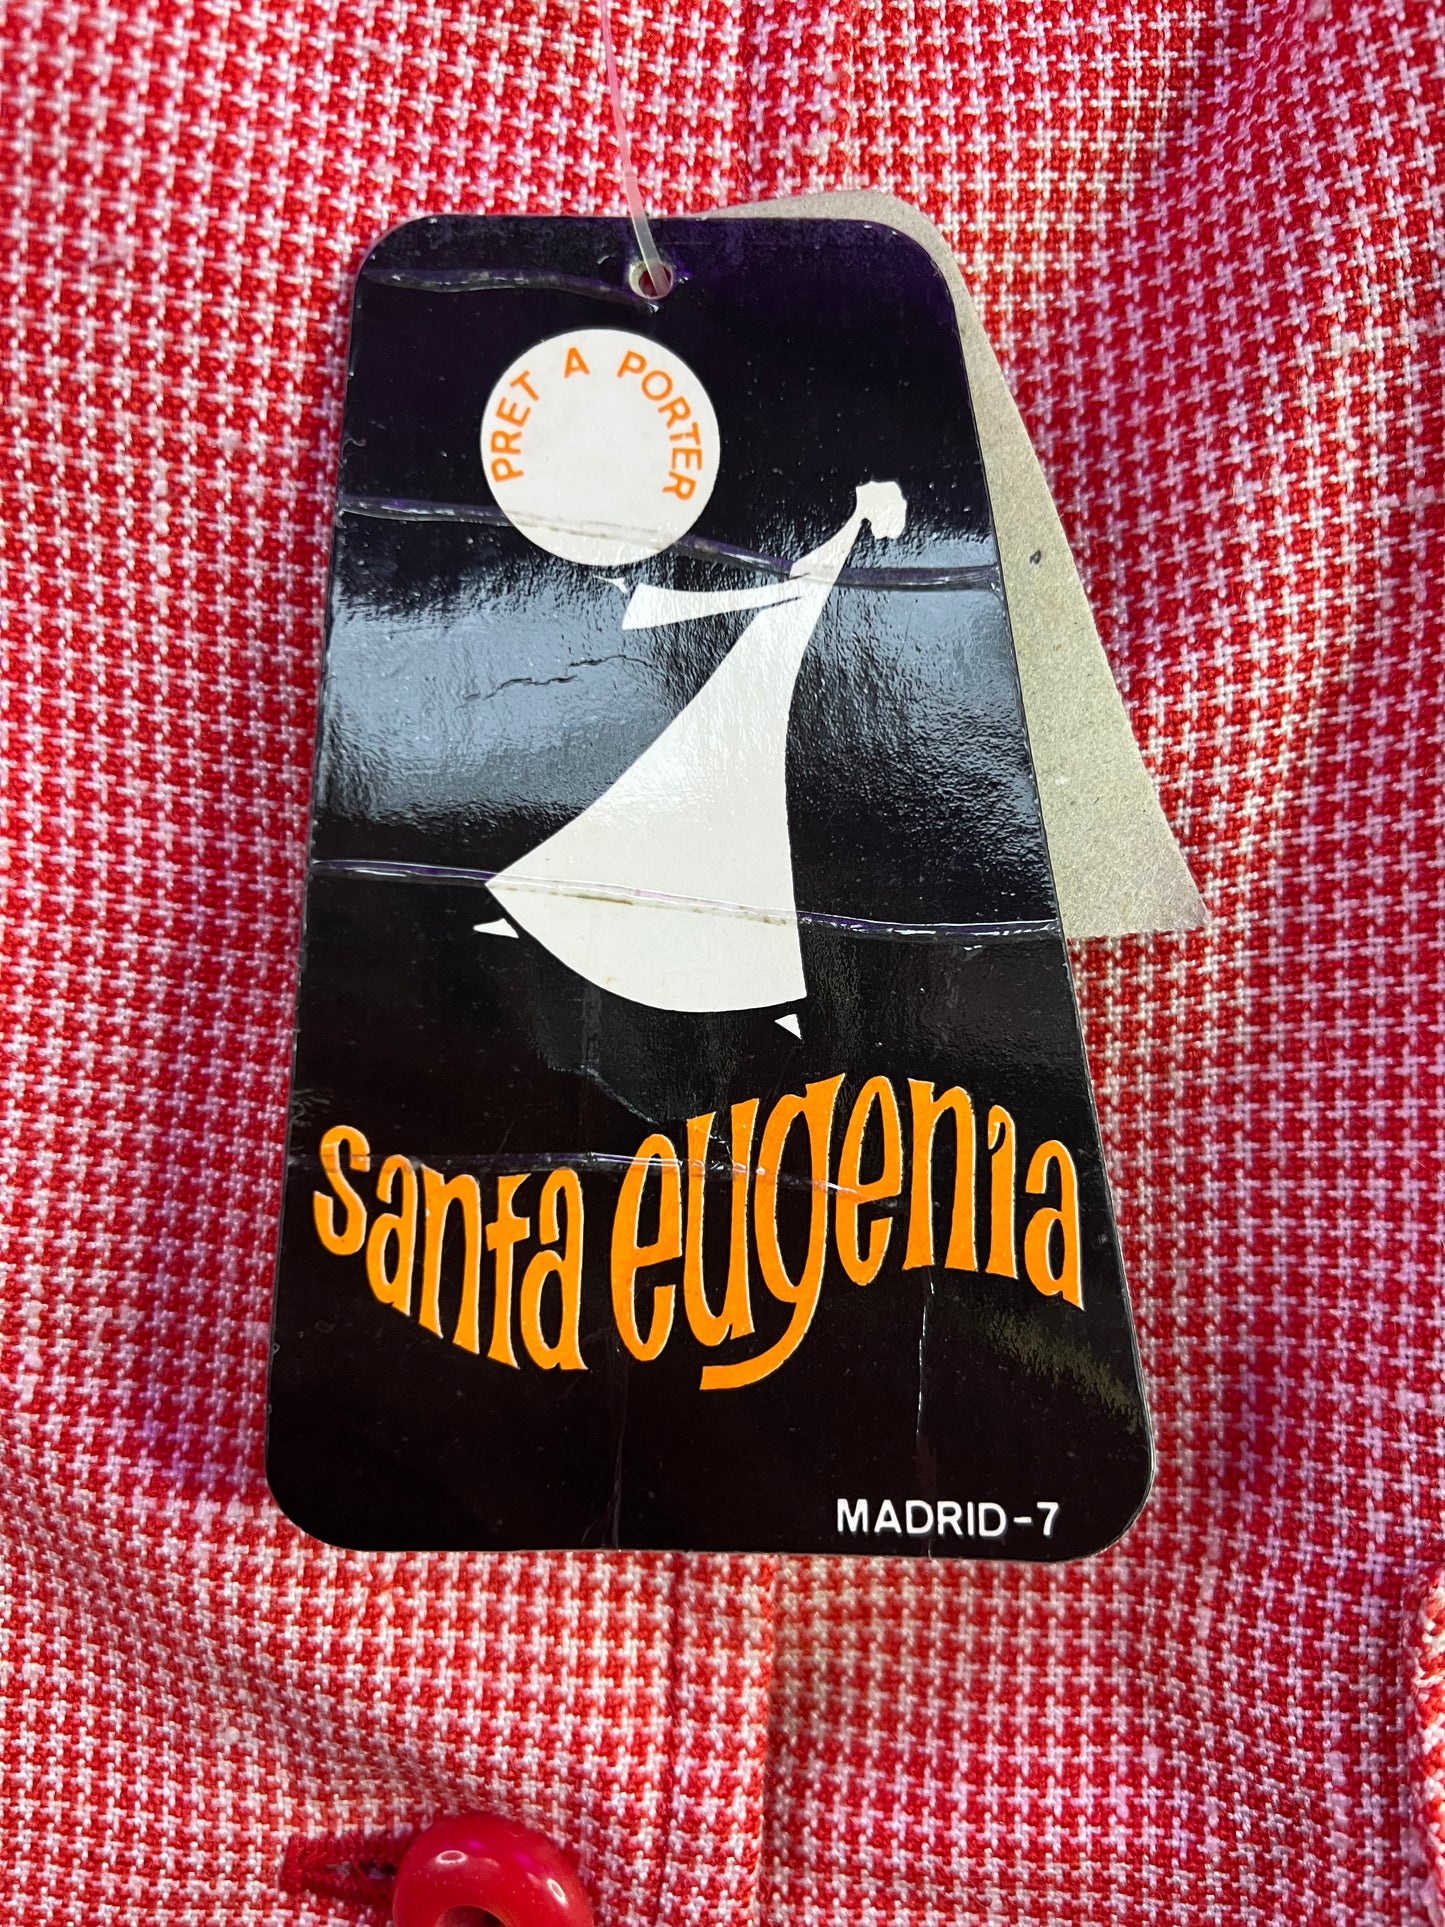 PRET A PORTER
santa eugenia
MADRID-7